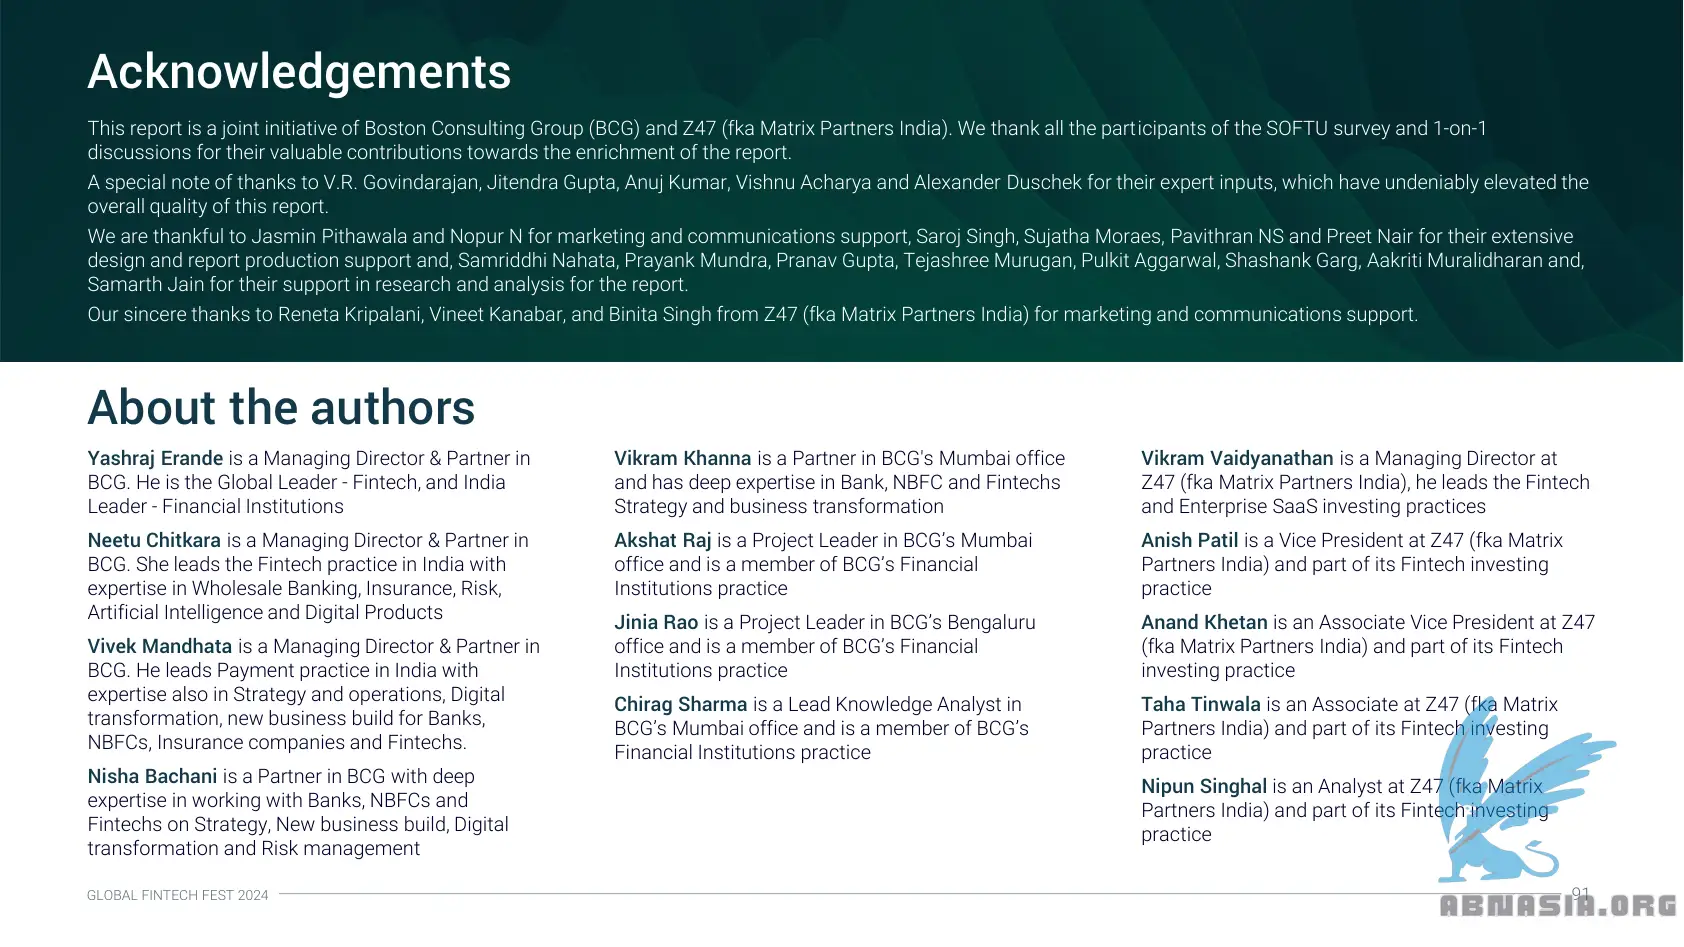 Acknowledgements
This report is a joint initiative of Boston Consulting Group (BCG) and Z47 (fka Matrix Partners India). We thank all the participants of the SOFTU survey and 1-on-1
discussions for their valuable contributions towards the enrichment of the report.
A special note of thanks to V.R. Govindarajan, Jitendra Gupta, Anuj Kumar, Vishnu Acharya and Alexander Duschek for their expert inputs, which have undeniably elevated the
overall quality of this report.
We are thankful to Jasmin Pithawala and Nopur N for marketing and communications support, Saroj Singh, Sujatha Moraes, Pavithran NS and Preet Nair for their extensive
design and report production support and, Samriddhi Nahata, Prayank Mundra, Pranav Gupta, Tejashree Murugan, Pulkit Aggarwal, Shashank Garg, Aakriti Muralidharan and,
Samarth Jain for their support in research and analysis for the report.
Our sincere thanks to Reneta Kripalani, Vineet Kanabar, and Binita Singh from Z47 (fka Matrix Partners India) for marketing and communications support.
About the authors
Yashraj Erande is a Managing Director & Partner in
BCG. He is the Global Leader - Fintech, and India
Leader - Financial Institutions
Neetu Chitkara is a Managing Director & Partner in
BCG. She leads the Fintech practice in India with
expertise in Wholesale Banking, Insurance, Risk,
Artificial Intelligence and Digital Products
Vivek Mandhata is a Managing Director & Partner in
BCG. He leads Payment practice in India with
expertise also in Strategy and operations, Digital
transformation, new business build for Banks,
NBFCs, Insurance companies and Fintechs.
Nisha Bachani is a Partner in BCG with deep
expertise in working with Banks, NBFCs and
Fintechs on Strategy, New business build, Digital
transformation and Risk management
Vikram Khanna is a Partner in BCG's Mumbai office
and has deep expertise in Bank, NBFC and Fintechs
Strategy and business transformation
Akshat Raj is a Project Leader in BCG’s Mumbai
office and is a member of BCG’s Financial
Institutions practice
Jinia Rao is a Project Leader in BCG’s Bengaluru
office and is a member of BCG’s Financial
Institutions practice
Chirag Sharma is a Lead Knowledge Analyst in
BCG’s Mumbai office and is a member of BCG’s
Financial Institutions practice
Vikram Vaidyanathan is a Managing Director at
Z47 (fka Matrix Partners India), he leads the Fintech
and Enterprise SaaS investing practices
Anish Patil is a Vice President at Z47 (fka Matrix
Partners India) and part of its Fintech investing
practice
Anand Khetan is an Associate Vice President at Z47
(fka Matrix Partners India) and part of its Fintech
investing practice
Taha Tinwala is an Associate at Z47 (fka Matrix
Partners India) and part of its Fintech investing
practice
Nipun Singhal is an Analyst at Z47 (fka Matrix
Partners India) and part of its Fintech investing
practice
GLOBAL FINTECH FEST 2024
91
ABNASIA.ORG